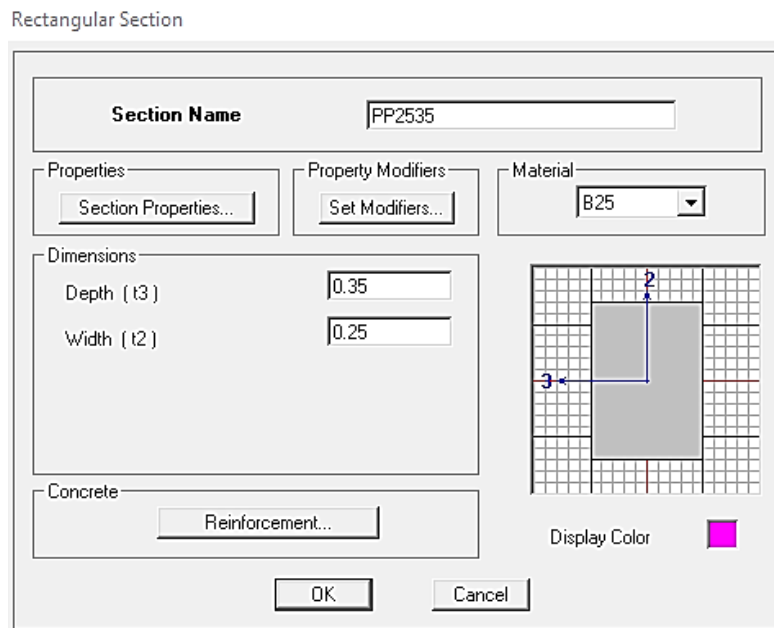 Rectangular Section
Section Name PP2535
Properties
Section Properties...
Property Modifiers
Set Modifiers...
Material
B25
Dimensions
Depth ( t3 ) 0.35
Width ( t2 ) 0.25
2
3
Concrete
Reinforcement...
Display Color
OK Cancel